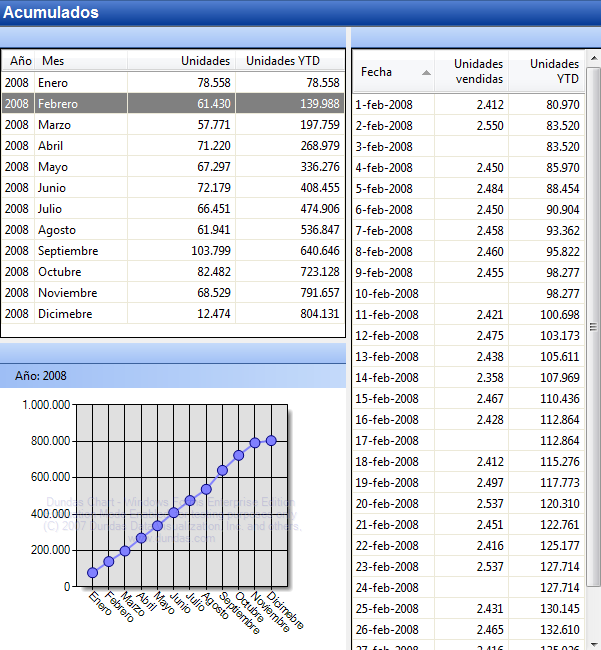 Acumulados
Año Mes Unidades Unidades YTD
2008 Enero 78.558 78.558
2008 Febrero 61.430 139.988
2008 Marzo 57.771 197.759
2008 Abril 71.220 268.979
2008 Mayo 67.297 336.276
2008 Junio 72.179 408.455
2008 Julio 66.451 474.906
2008 Agosto 61.941 536.847
2008 Septiembre 103.799 640.646
2008 Octubre 82.482 723.128
2008 Noviembre 68.529 791.657
2008 Dicimebre 12.474 804.131
Año: 2008
1.000.000
800.000
600.000
400.000
200.000
0
Enero
Febrero
Marzo
Abril
Mayo
Junio
Julio
Agosto
Septiembre
Octubre
Noviembre
Dicimebre
Dundas Chart - Windows Forms Enterprise Edition
(C) 2007 Dundas Data Visualization, Inc. and others.
www.dundas.com
Fecha Unidades vendidas Unidades YTD
1-feb-2008 2.412 80.970
2-feb-2008 2.550 83.520
3-feb-2008 83.520
4-feb-2008 2.450 85.970
5-feb-2008 2.484 88.454
6-feb-2008 2.450 90.904
7-feb-2008 2.458 93.362
8-feb-2008 2.460 95.822
9-feb-2008 2.455 98.277
10-feb-2008 98.277
11-feb-2008 2.421 100.698
12-feb-2008 2.475 103.173
13-feb-2008 2.438 105.611
14-feb-2008 2.358 107.969
15-feb-2008 2.467 110.436
16-feb-2008 2.428 112.864
17-feb-2008 112.864
18-feb-2008 2.412 115.276
19-feb-2008 2.497 117.773
20-feb-2008 2.537 120.310
21-feb-2008 2.451 122.761
22-feb-2008 2.416 125.177
23-feb-2008 2.537 127.714
24-feb-2008 127.714
25-feb-2008 2.431 130.145
26-feb-2008 2.465 132.610
27-feb-2008 2.416 135.026